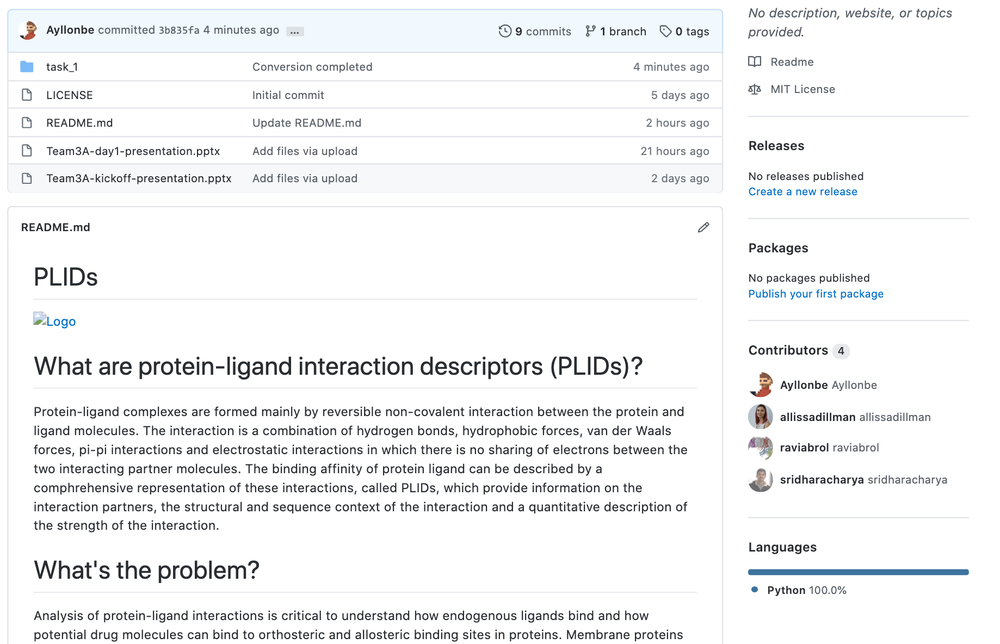 Ayllonbe committed 3b835fa 4 minutes ago ... 9 commits 1 branch 0 tags
task_1 Conversion completed 4 minutes ago
LICENSE Initial commit 5 days ago
README.md Update README.md 2 hours ago
Team3A-day1-presentation.pptx Add files via upload 21 hours ago
Team3A-kickoff-presentation.pptx Add files via upload 2 days ago
README.md
PLIDs
Logo
What are protein-ligand interaction descriptors (PLIDs)?
Protein-ligand complexes are formed mainly by reversible non-covalent interaction between the protein and
ligand molecules. The interaction is a combination of hydrogen bonds, hydrophobic forces, van der Waals
forces, pi-pi interactions and electrostatic interactions in which there is no sharing of electrons between the
two interacting partner molecules. The binding affinity of protein ligand can be described by a
comphrehensive representation of these interactions, called PLIDs, which provide information on the
interaction partners, the structural and sequence context of the interaction and a quantitative description of
the strength of the interaction.
What's the problem?
Analysis of protein-ligand interactions is critical to understand how endogenous ligands bind and how
potential drug molecules can bind to orthosteric and allosteric binding sites in proteins. Membrane proteins
No description, website, or topics
provided.
Readme
MIT License
Releases
No releases published
Create a new release
Packages
No packages published
Publish your first package
Contributors 4
Ayllonbe Ayllonbe
allissadillman allissadillman
raviabrol raviabrol
sridharacharya sridharacharya
Languages
Python 100.0%